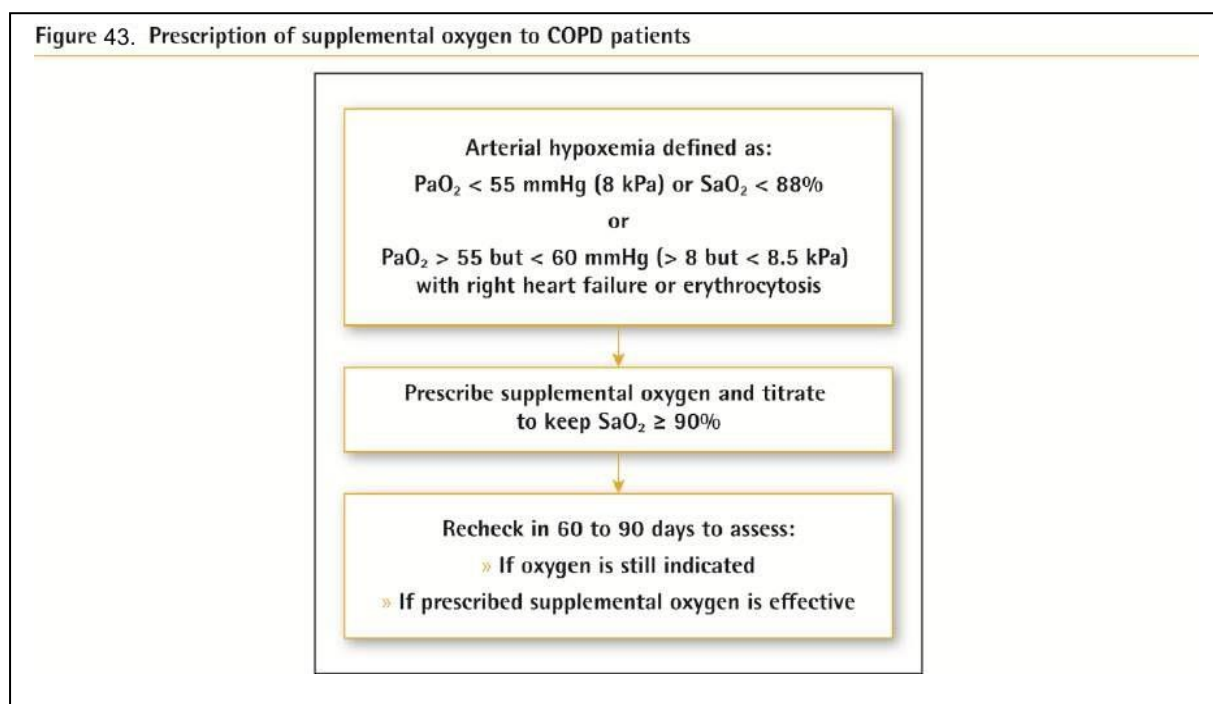 Figure 43. Prescription of supplemental oxygen to COPD patients
Arterial hypoxemia defined as:
PaO₂ < 55 mmHg (8 kPa) or SaO₂ < 88%
or
PaO₂ > 55 but < 60 mmHg (> 8 but < 8.5 kPa)
with right heart failure or erythrocytosis
Prescribe supplemental oxygen and titrate
to keep SaO₂ ≥ 90%
Recheck in 60 to 90 days to assess:
» If oxygen is still indicated
» If prescribed supplemental oxygen is effective